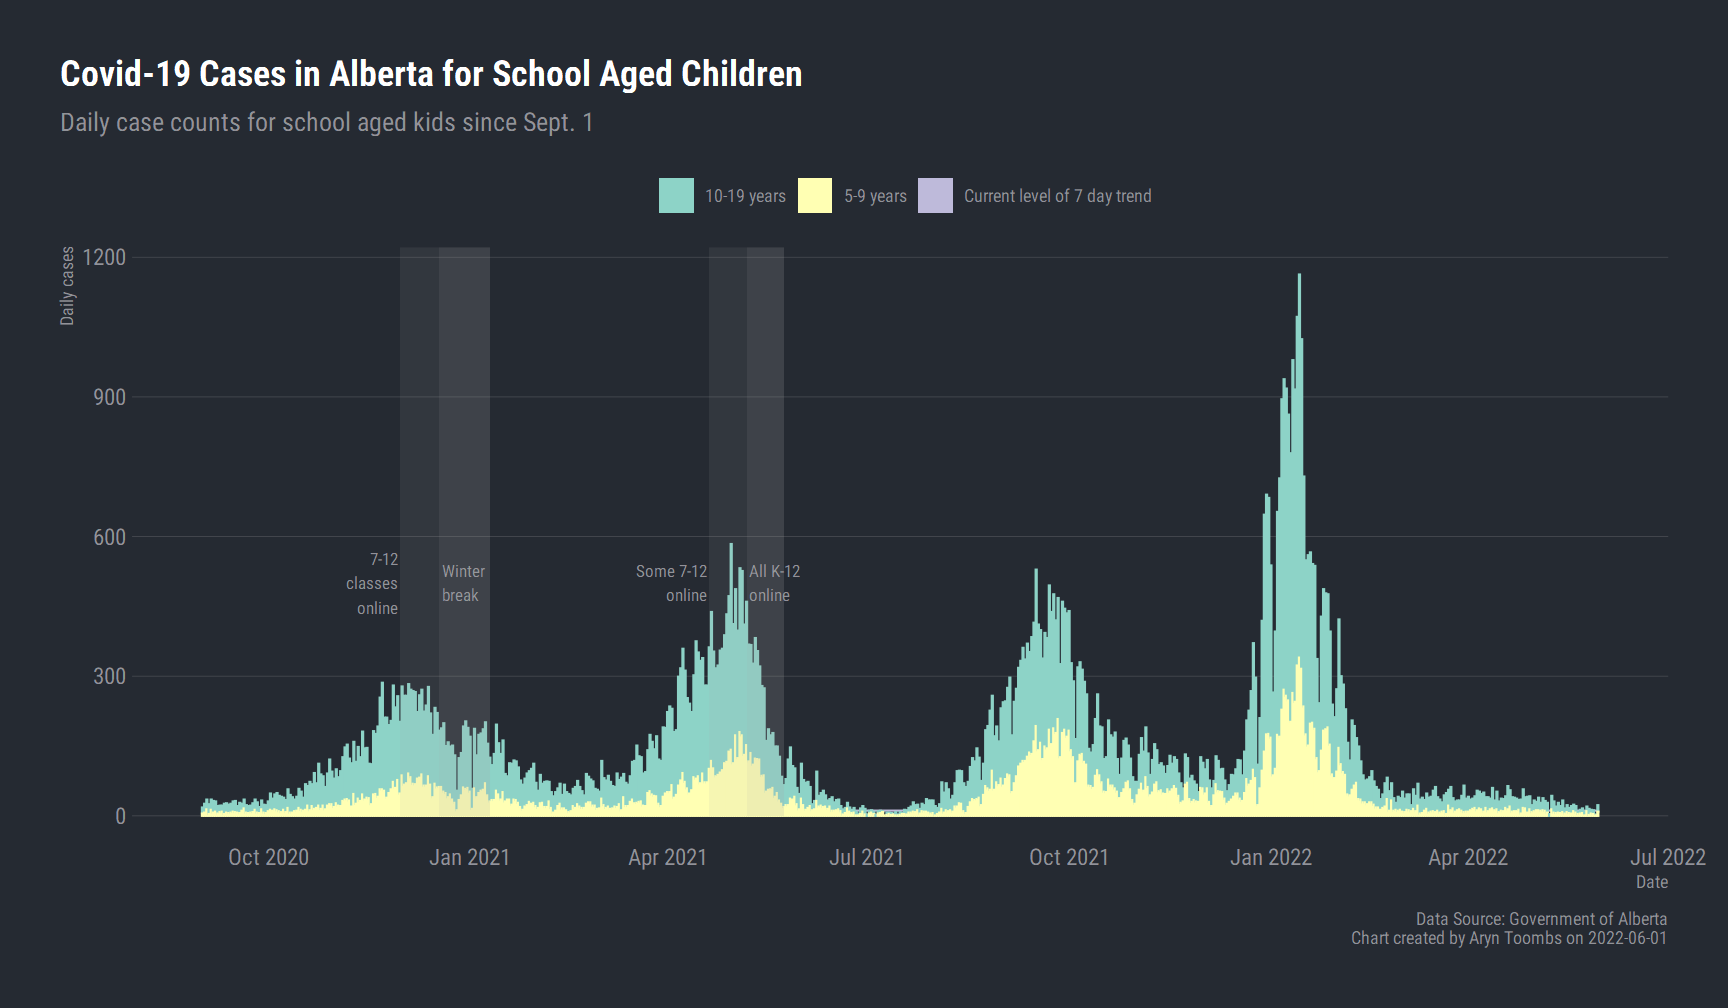 Covid-19 Cases in Alberta for School Aged Children
Daily case counts for school aged kids since Sept. 1
10-19 years
5-9 years
Current level of 7 day trend
Daily cases
1200
900
600
300
0
7-12
classes
online
Winter
break
Some 7-12
online
All K-12
online
Oct 2020
Jan 2021
Apr 2021
Jul 2021
Oct 2021
Jan 2022
Apr 2022
Jul 2022
Date
Data Source: Government of Alberta
Chart created by Aryn Toombs on 2022-06-01